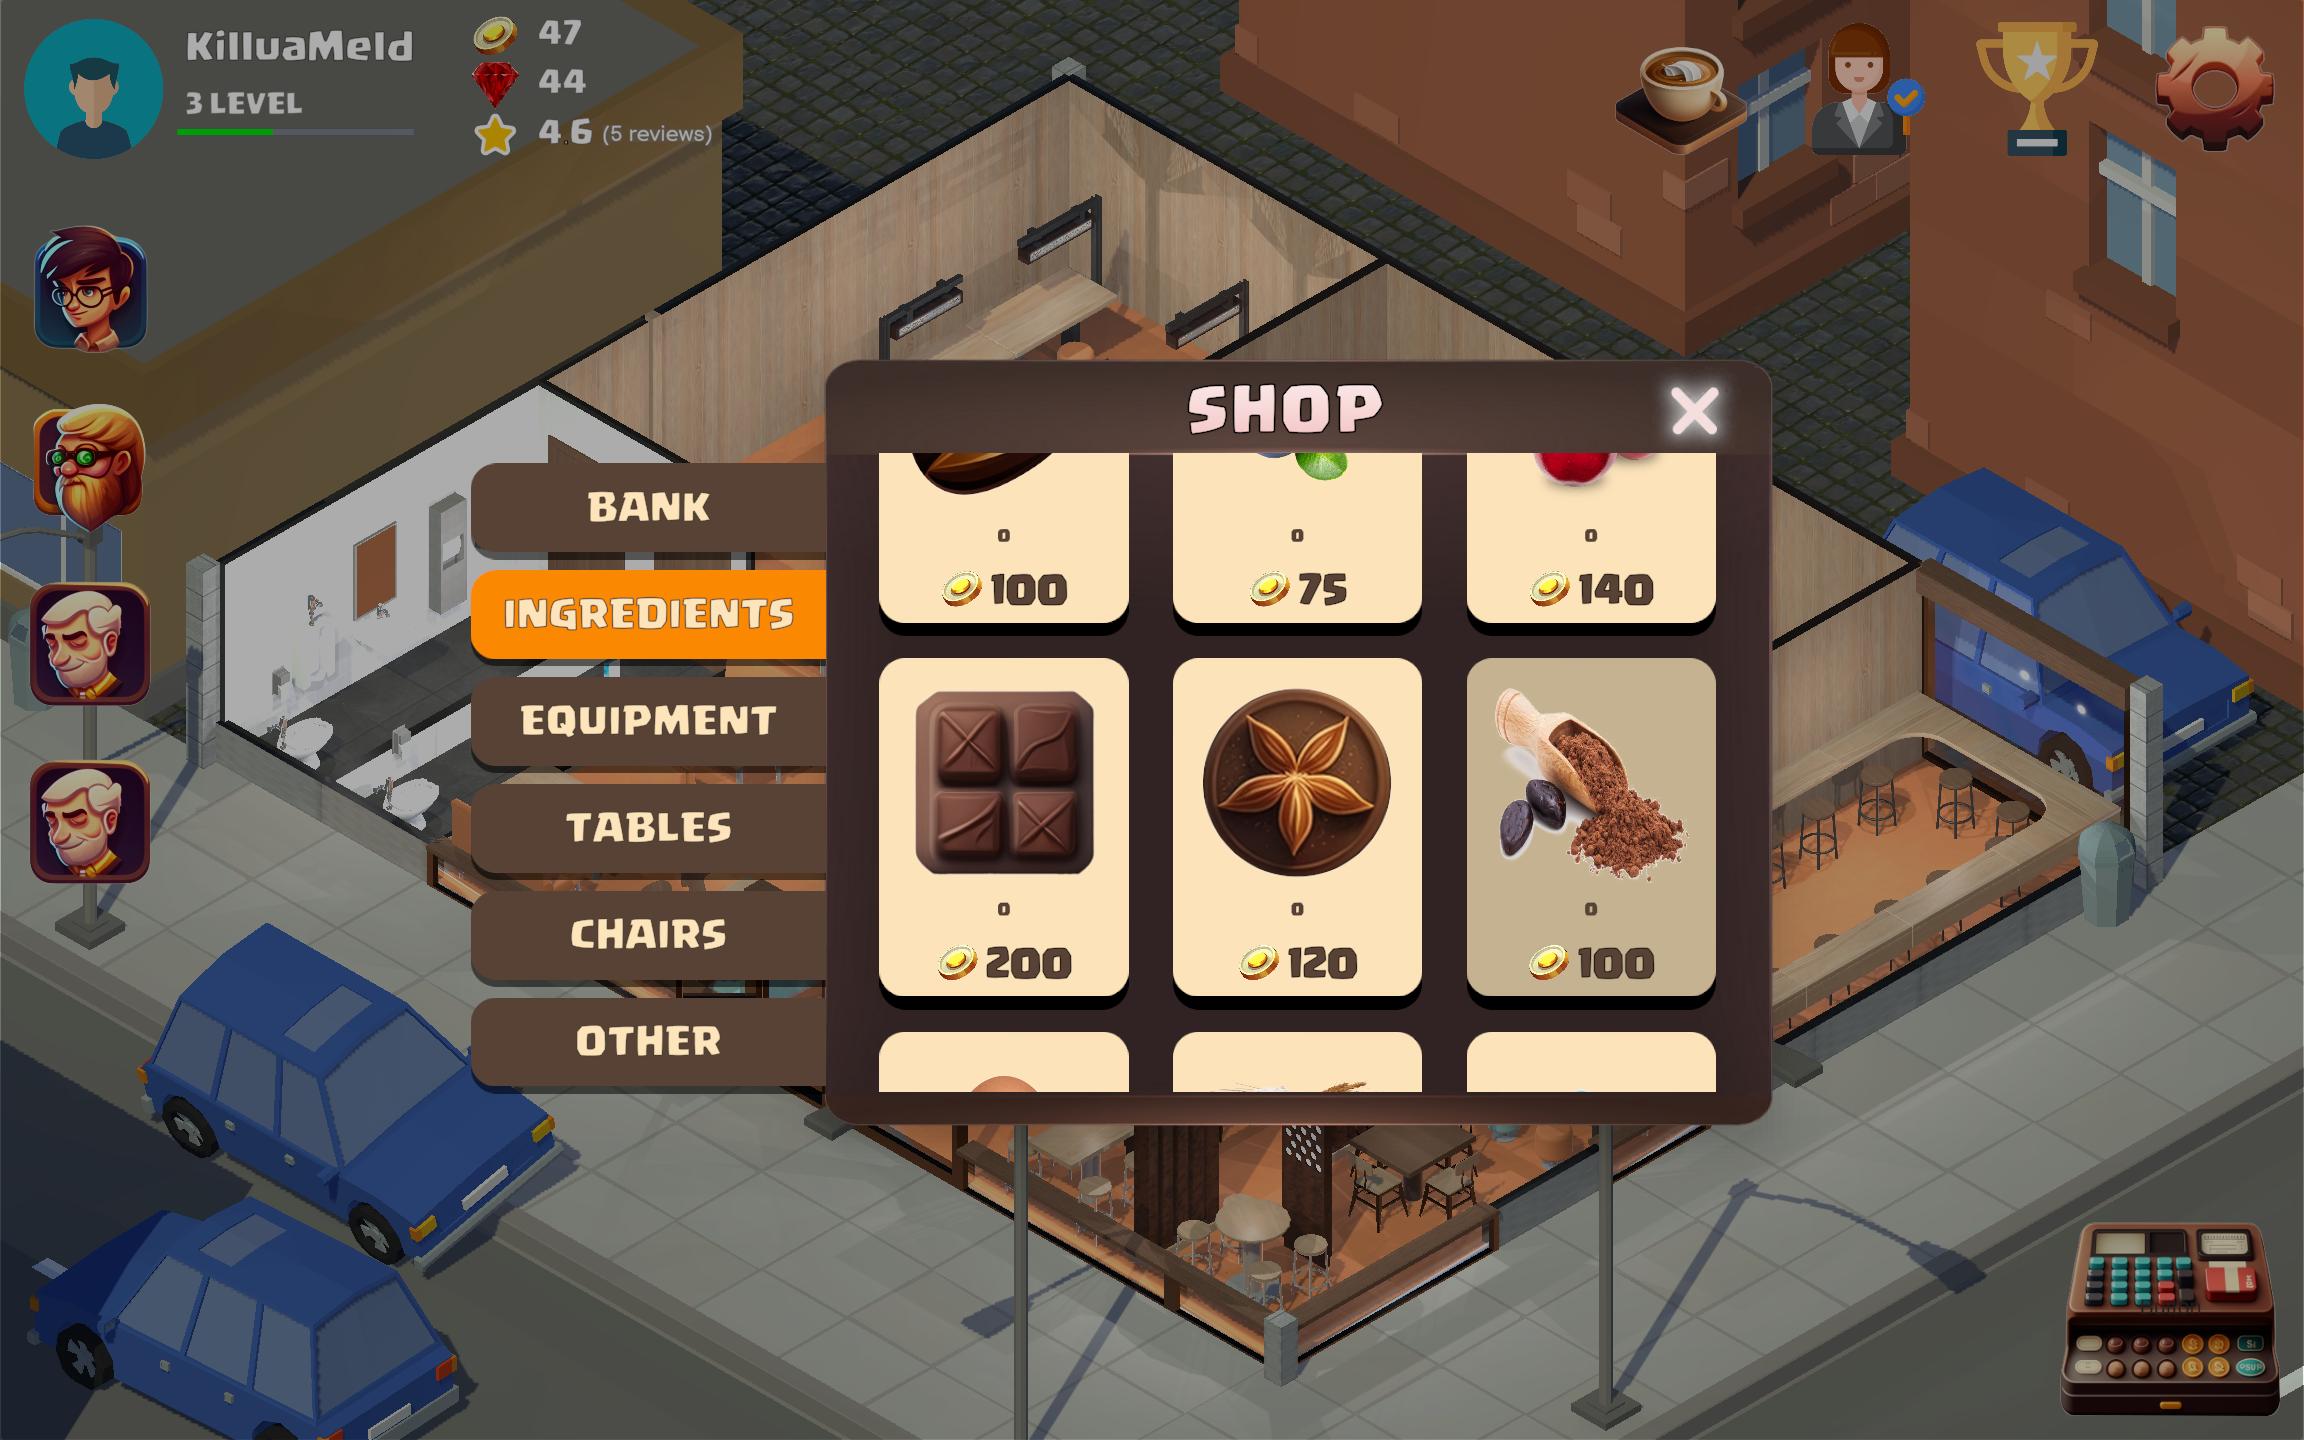 KilluaMeld
3 LEVEL
47
44
4.6 (5 reviews)
SHOP
BANK
INGREDIENTS
EQUIPMENT
TABLES
CHAIRS
OTHER
0
0
0
100
75
140
0
0
0
200
120
100